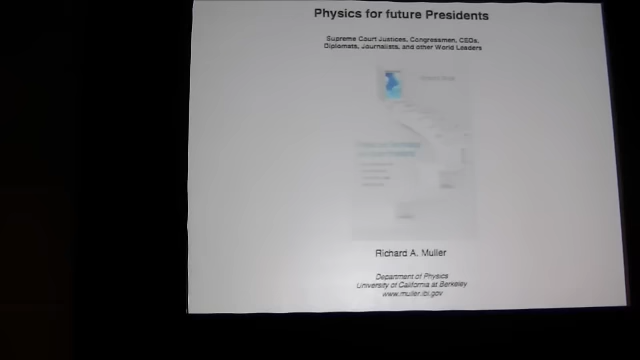 Physics for future Presidents
Supreme Court Justices, Congressmen, CEOs,
Diplomats, Journalists, and other World Leaders
Richard A. Muller
Department of Physics
University of California at Berkeley
www.muller.lbl.gov